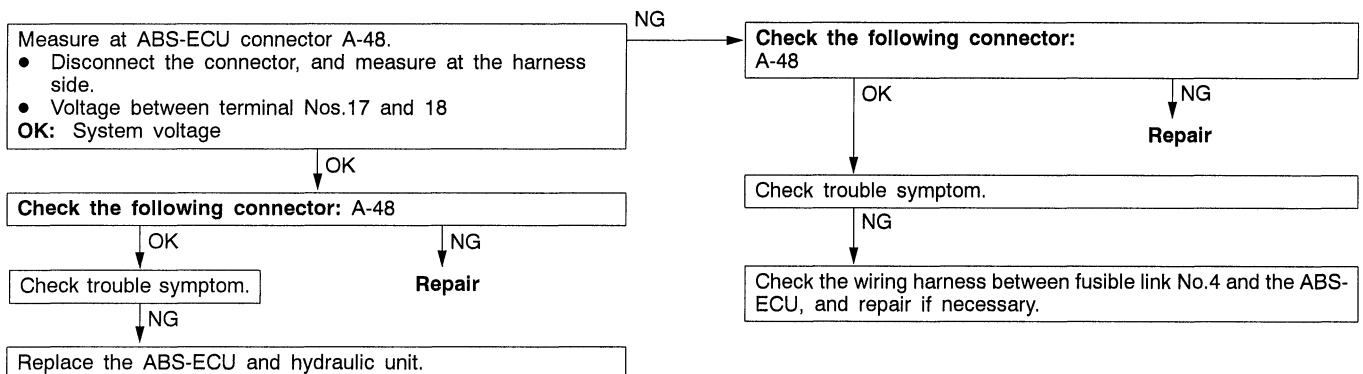 Measure at ABS-ECU connector A-48.
● Disconnect the connector, and measure at the harness
side.
● Voltage between terminal Nos.17 and 18
OK: System voltage
OK
Check the following connector: A-48
OK
NG
Check trouble symptom.
Repair
NG
Replace the ABS-ECU and hydraulic unit.
NG
Check the following connector:
A-48
OK
NG
Repair
Check trouble symptom.
NG
Check the wiring harness between fusible link No.4 and the ABS-
ECU, and repair if necessary.